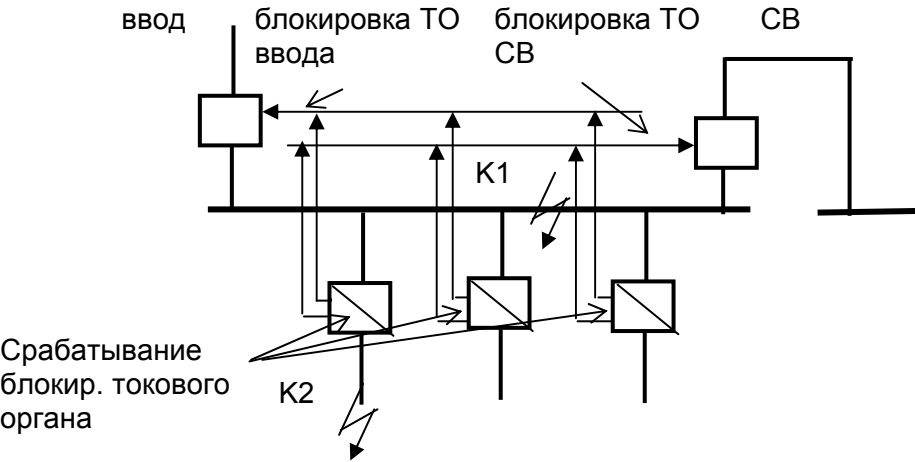 ввод
блокировка ТО
ввода
блокировка ТО
СВ
СВ
К1
Срабатывание
блокир. токового
органа
К2